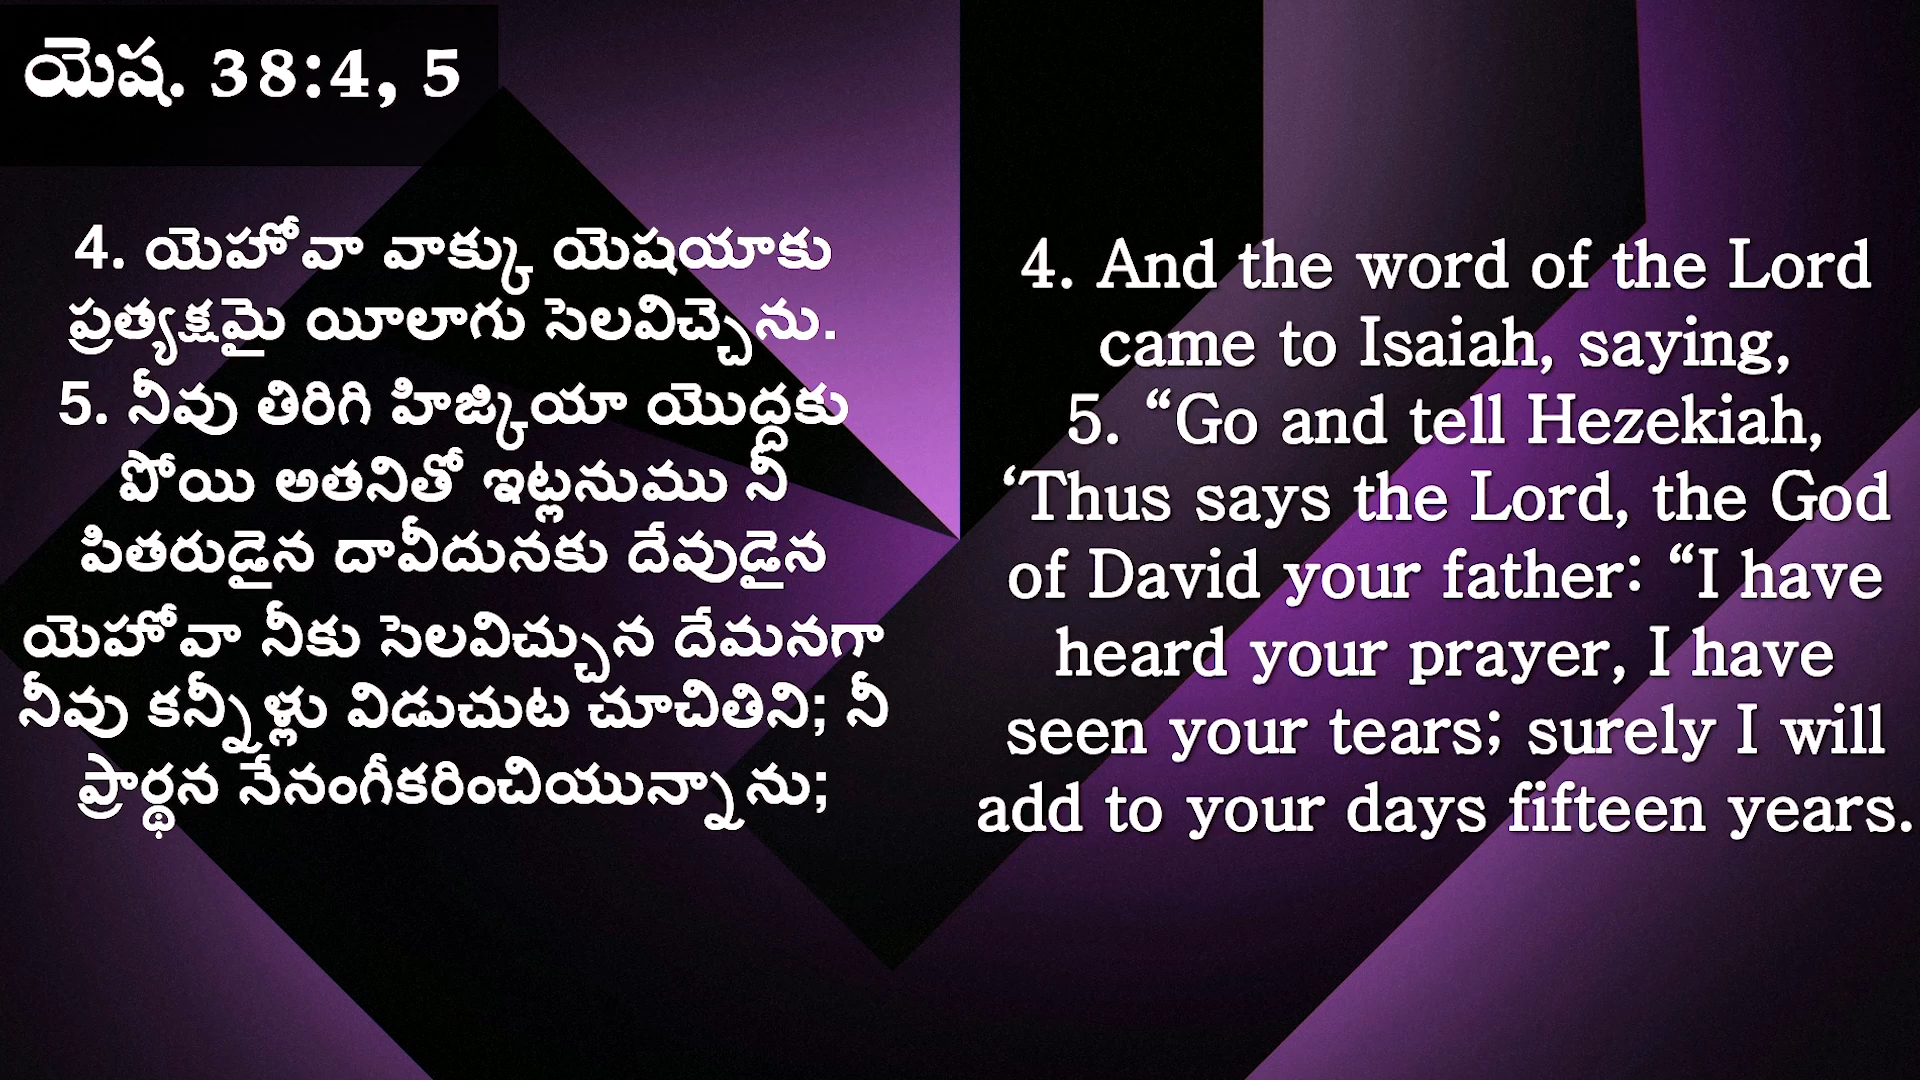 యెష. 38:4, 5
4. యెహోవా వాక్కు యెషయాకు
ప్రత్యక్షమై యీలాగు సెలవిచ్చెను.
5. నీవు తిరిగి హిజ్కియా యొద్దకు
పోయి అతనితో ఇట్లనుము నీ
పితరుడైన దావీదునకు దేవుడైన
యెహోవా నీకు సెలవిచ్చున దేమనగా
నీవు కన్నీళ్లు విడుచుట చూచితిని; నీ
ప్రార్థన నేనంగీకరించియున్నాను;
4. And the word of the Lord
came to Isaiah, saying,
5. “Go and tell Hezekiah,
‘Thus says the Lord, the God
of David your father: “I have
heard your prayer, I have
seen your tears; surely I will
add to your days fifteen years.